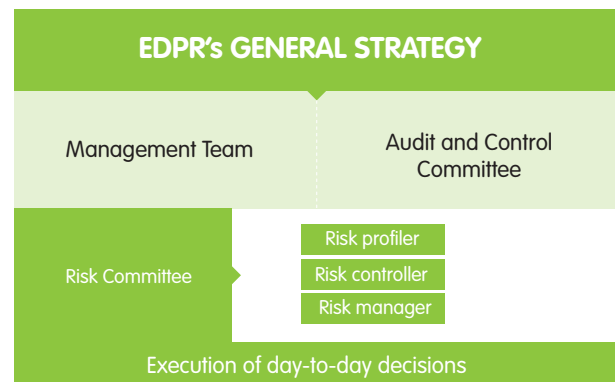 EDPR's GENERAL STRATEGY
Management Team
Audit and Control
Committee
Risk Committee
Risk profiler
Risk controller
Risk manager
Execution of day-to-day decisions